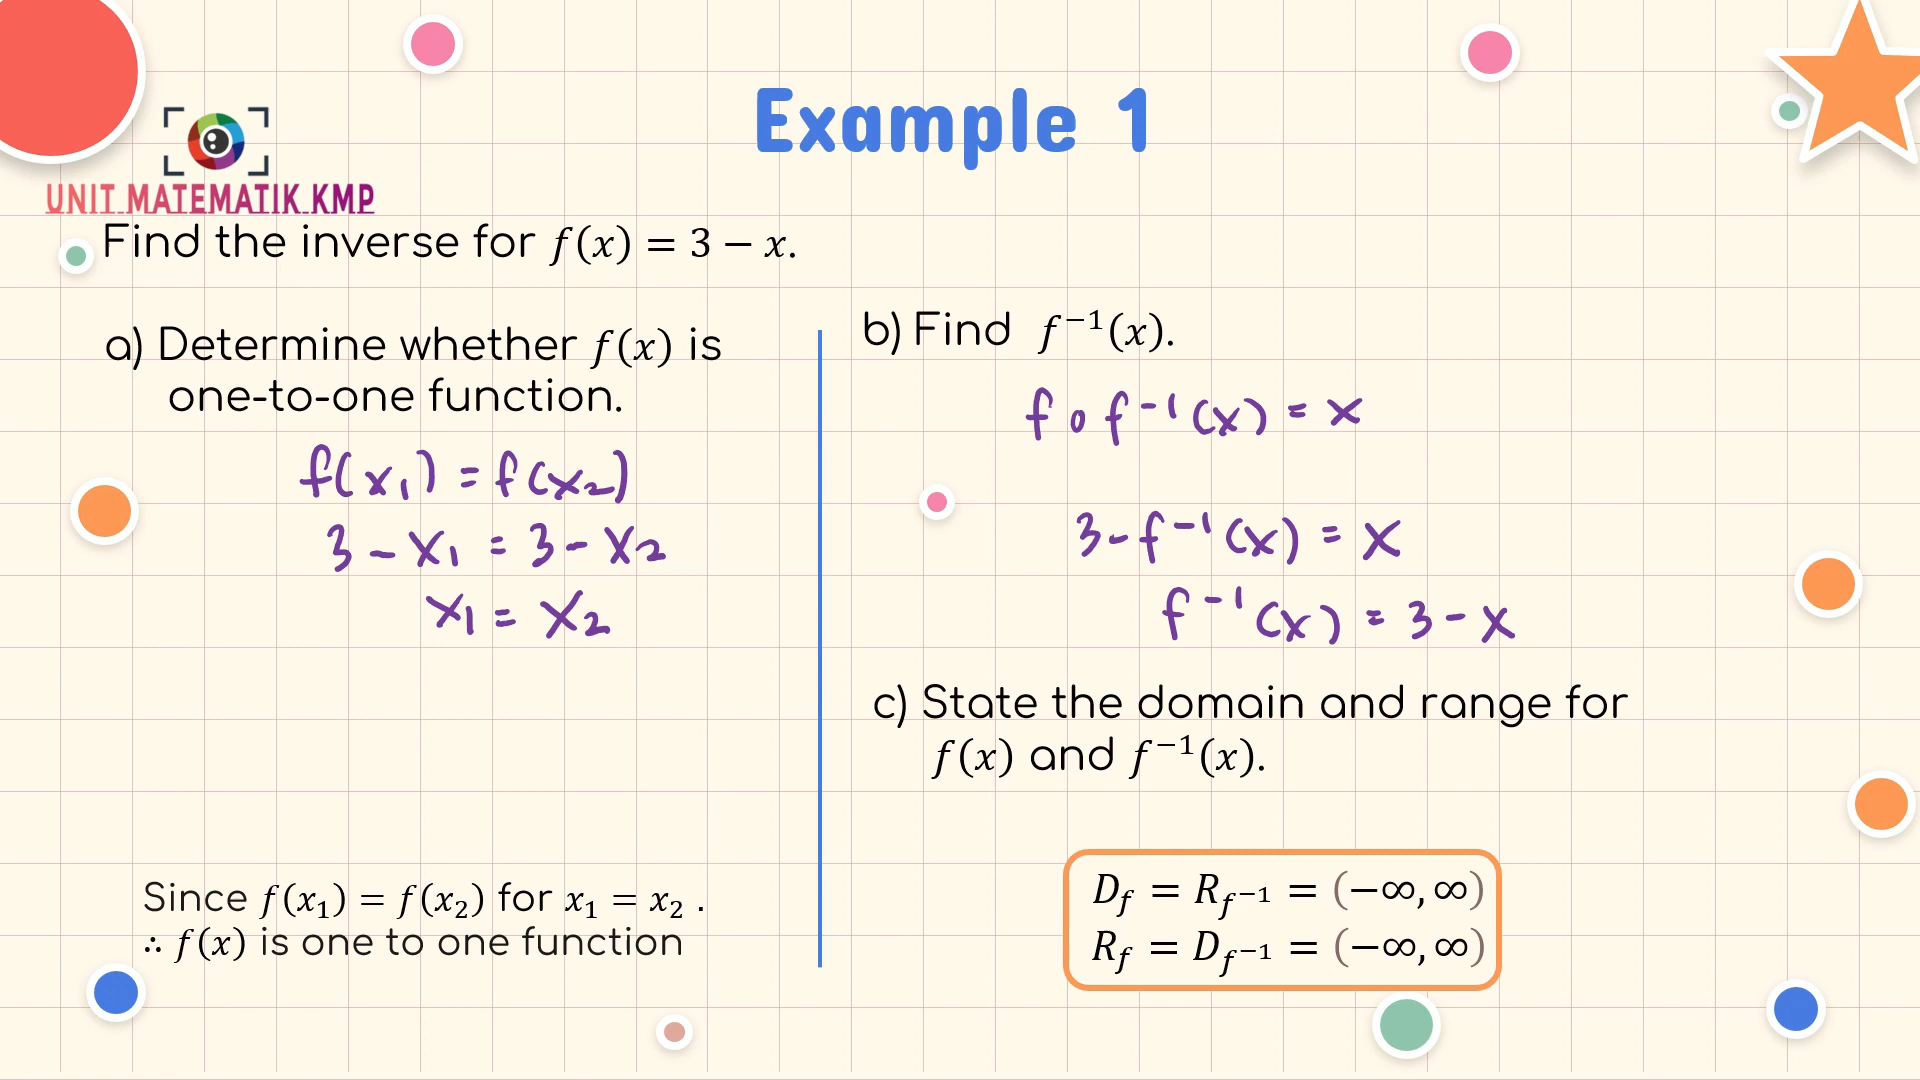 Example 1
UNIT MATEMATIK KMP
Find the inverse for f(x) = 3 − x.
a) Determine whether f(x) is
one-to-one function.
f(x₁) = f(x₂)
3 − x₁ = 3 − x₂
x₁ = x₂
Since f(x₁) = f(x₂) for x₁ = x₂ .
∴ f(x) is one to one function
b) Find f⁻¹(x).
f o f⁻¹(x) = x
3 − f⁻¹(x) = x
f⁻¹(x) = 3 − x
c) State the domain and range for
f(x) and f⁻¹(x).
D_f = R_f⁻¹ = (−∞, ∞)
R_f = D_f⁻¹ = (−∞, ∞)